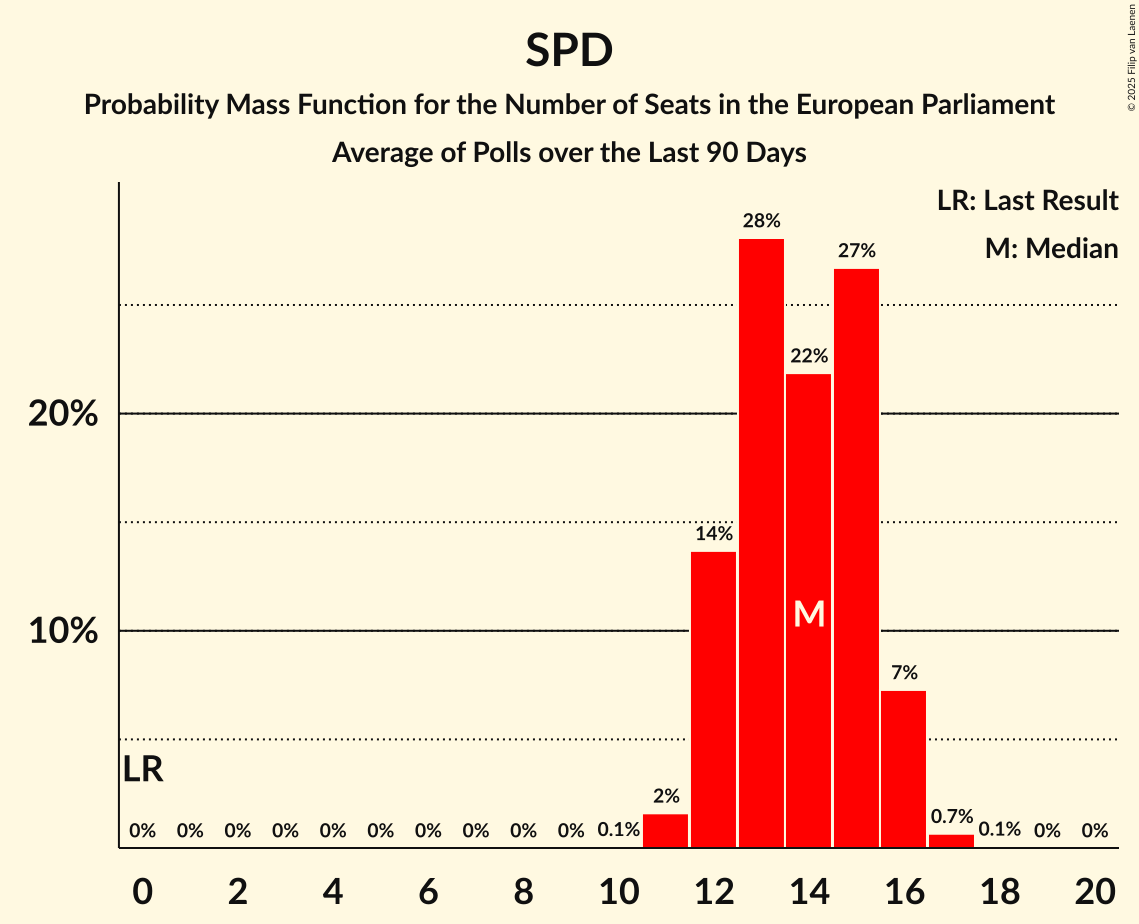 SPD
Probability Mass Function for the Number of Seats in the European Parliament
Average of Polls over the Last 90 Days
© 2025 Filip van Laenen
LR: Last Result
M: Median
28%
27%
22%
20%
14%
M
10%
7%
LR
2%
0% 0% 0% 0% 0% 0% 0% 0% 0% 0% 0.1% 0.7% 0.1% 0% 0%
0 2 4 6 8 10 12 14 16 18 20